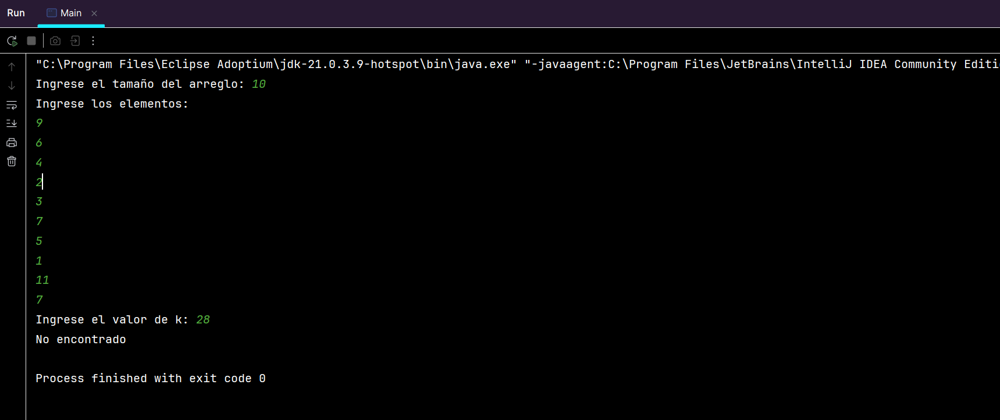 Run Main
"C:\Program Files\Eclipse Adoptium\jdk-21.0.3.9-hotspot\bin\java.exe" "-javaagent:C:\Program Files\JetBrains\IntelliJ IDEA Community
Ingrese el tamaño del arreglo: 10
Ingrese los elementos:
9
6
4
2
3
7
5
1
11
7
Ingrese el valor de k: 28
No encontrado
Process finished with exit code 0